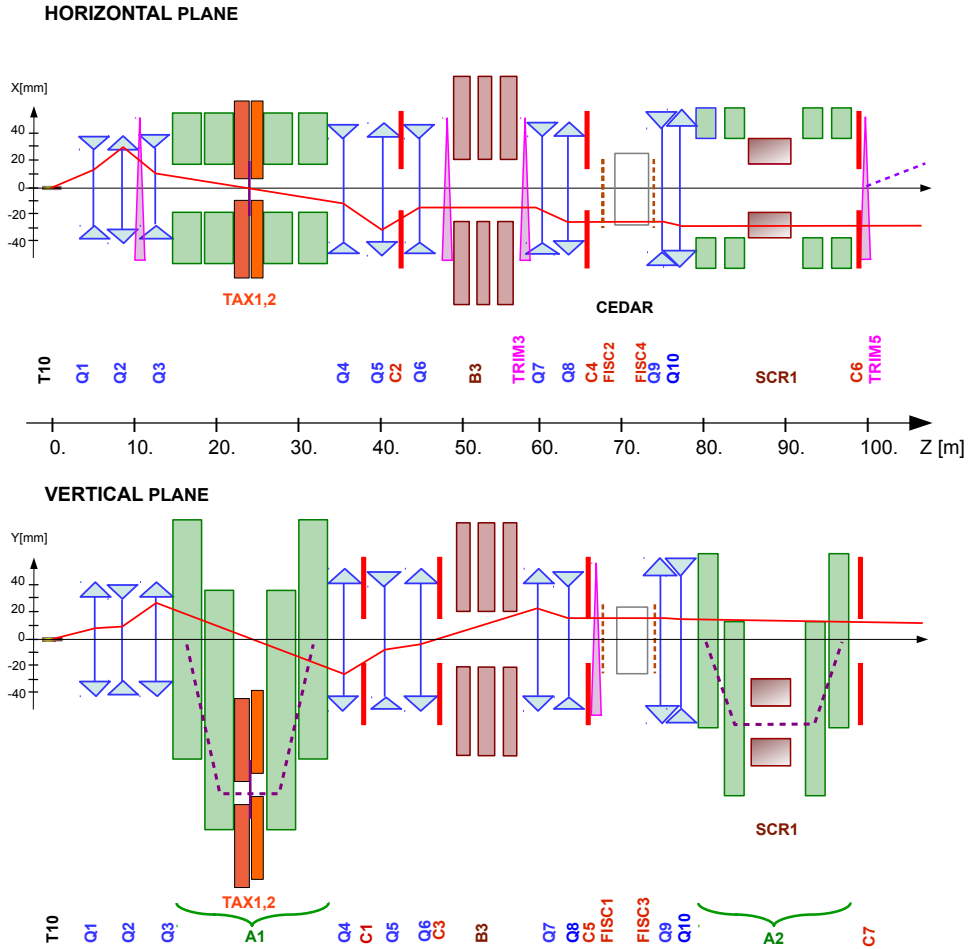 HORIZONTAL PLANE
X[mm]
40
20
0
-20
-40
TAX1,2
CEDAR
T10 Q1 Q2 Q3 Q4 Q5 C2 Q6 B3 TRIM3 Q7 Q8 C4 FISC2 FISC4 Q9 Q10 SCR1 C6 TRIM5
0. 10. 20. 30. 40. 50. 60. 70. 80. 90. 100. Z [m]
VERTICAL PLANE
Y[mm]
40
20
0
-20
-40
SCR1
TAX1,2
T10 Q1 Q2 Q3 A1 Q4 C1 Q5 Q6 C3 B3 Q7 Q8 C5 FISC1 FISC3 Q9 Q10 A2 C7